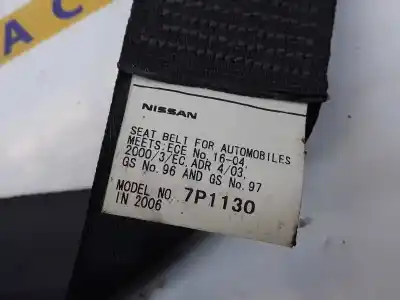 AC
NISSAN
SEAT BELT FOR AUTOMOBILES
MEETS:ECE No. 16-04,
2000/3/EC, ADR 4/03,
GS No. 96 AND GS No. 97
MODEL NO. 7P1130
IN 2006